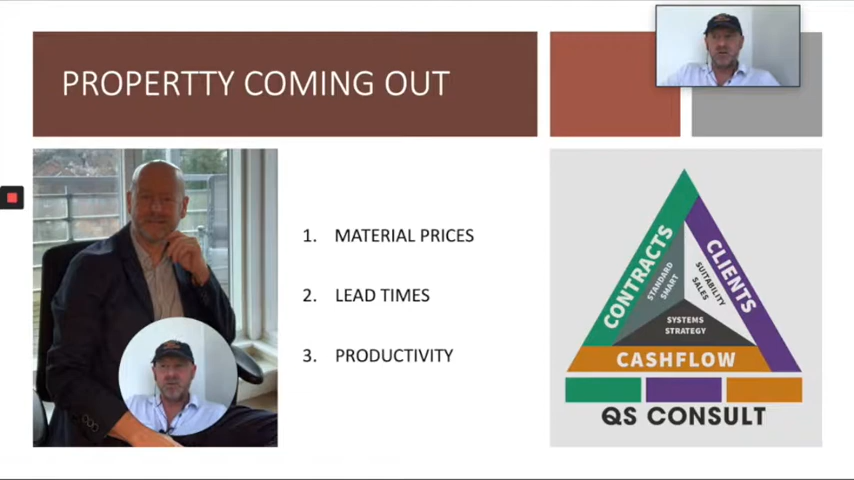 PROPERTTY COMING OUT
1. MATERIAL PRICES
2. LEAD TIMES
3. PRODUCTIVITY
CONTRACTS
STANDARD
SMART
CLIENTS
SUITABILITY
SALES
SYSTEMS
STRATEGY
CASHFLOW
QS CONSULT